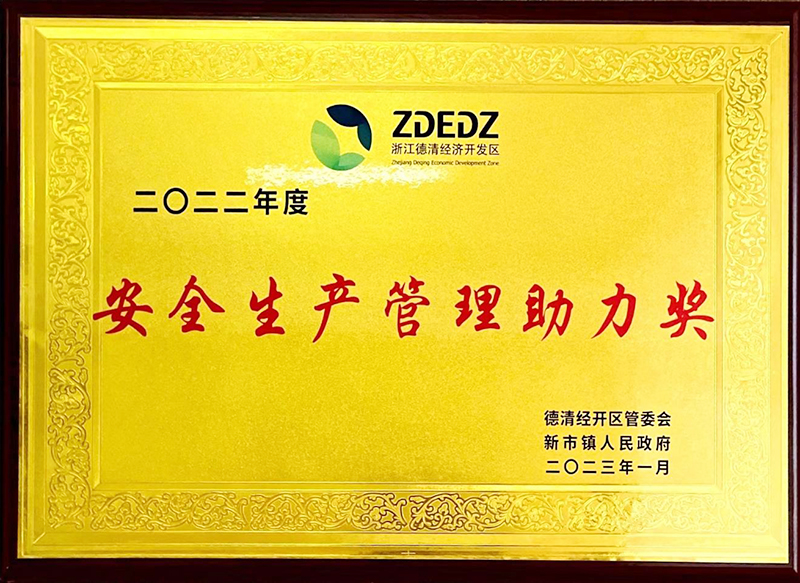 ZDEDZ
浙江德清经济开发区
Zhejiang Deqing Economic Development Zone
二〇二二年度
安全生产管理助力奖
德清经开区管委会
新市镇人民政府
二〇二三年一月